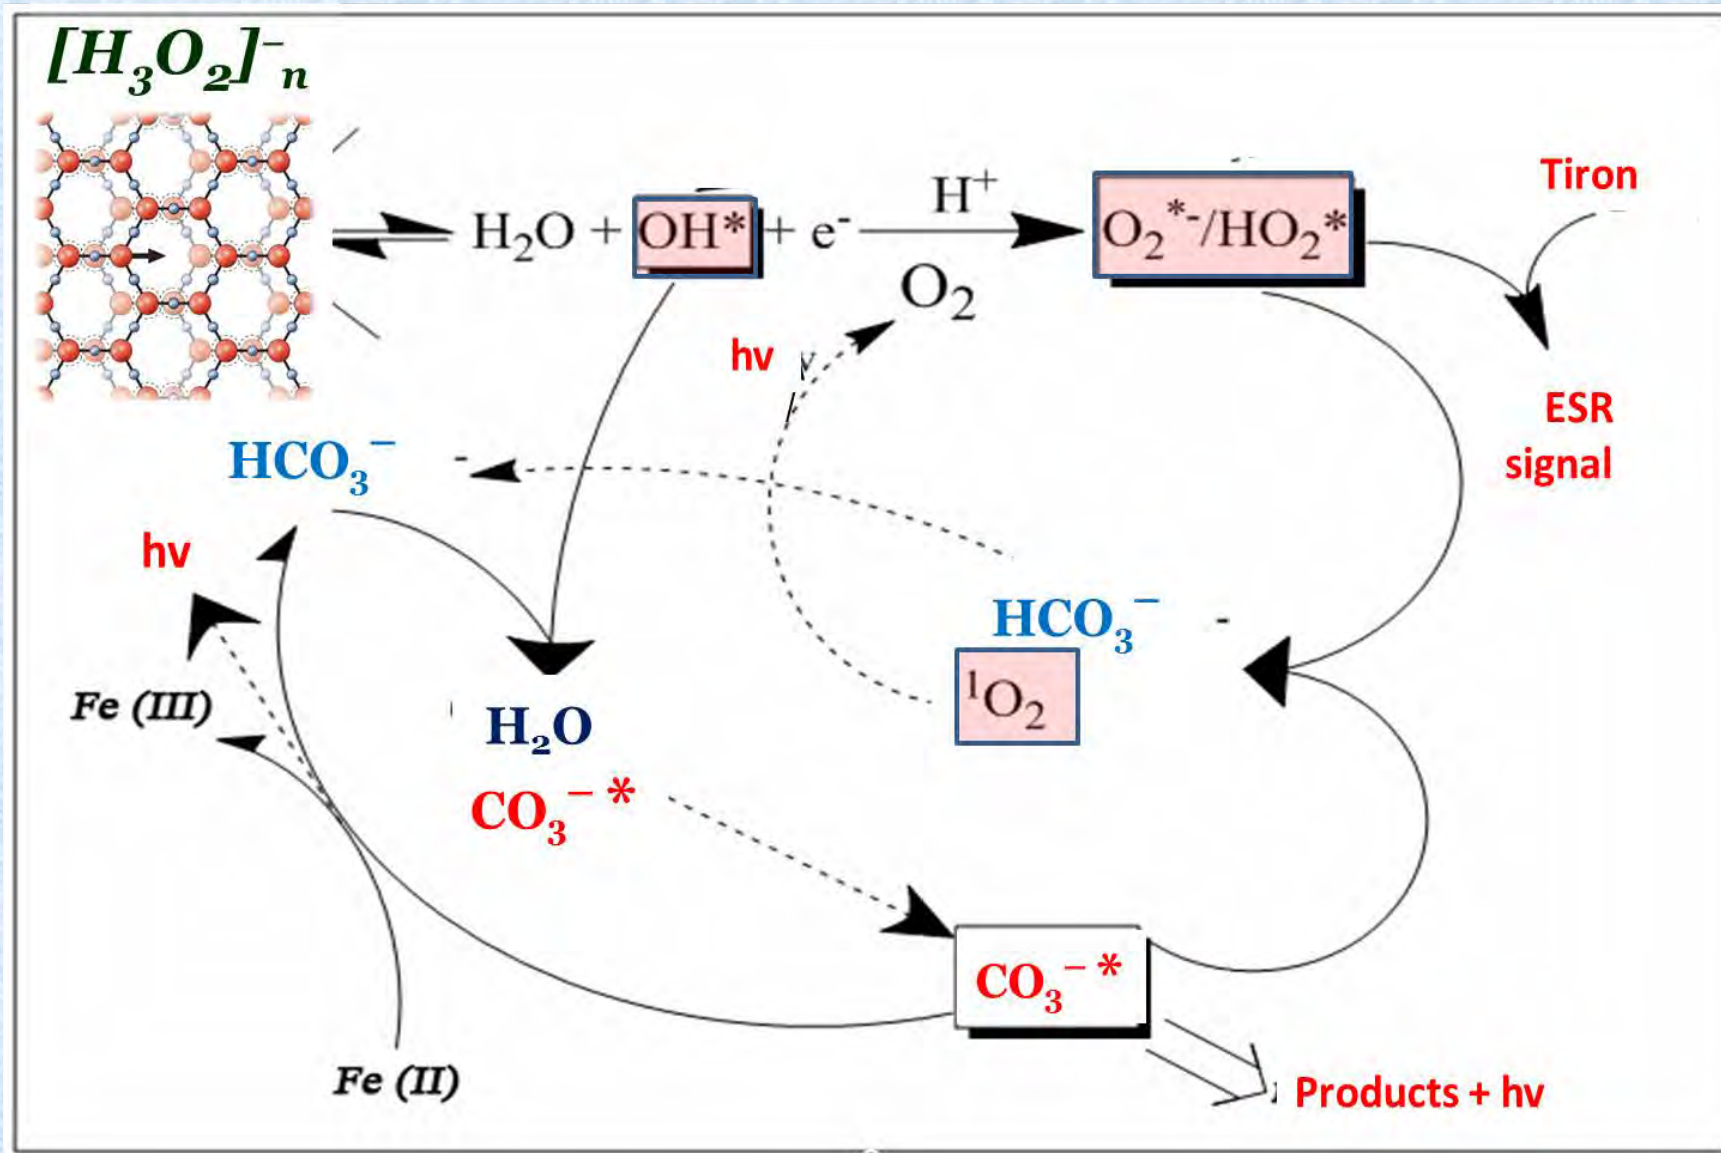 [H₃O₂]⁻ₙ
H₂O + OH* + e⁻
H⁺
O₂
O₂*⁻/HO₂*
Tiron
hν
ESR
signal
HCO₃⁻ -
hν
HCO₃⁻ -
¹O₂
Fe (III)
H₂O
CO₃⁻ *
CO₃⁻ *
Fe (II)
Products + hν